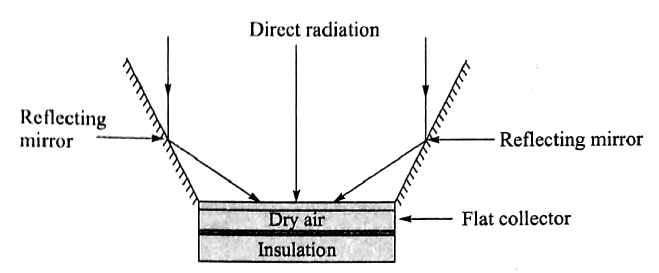 Direct radiation
Reflecting
mirror
Reflecting mirror
Dry air
Flat collector
Insulation